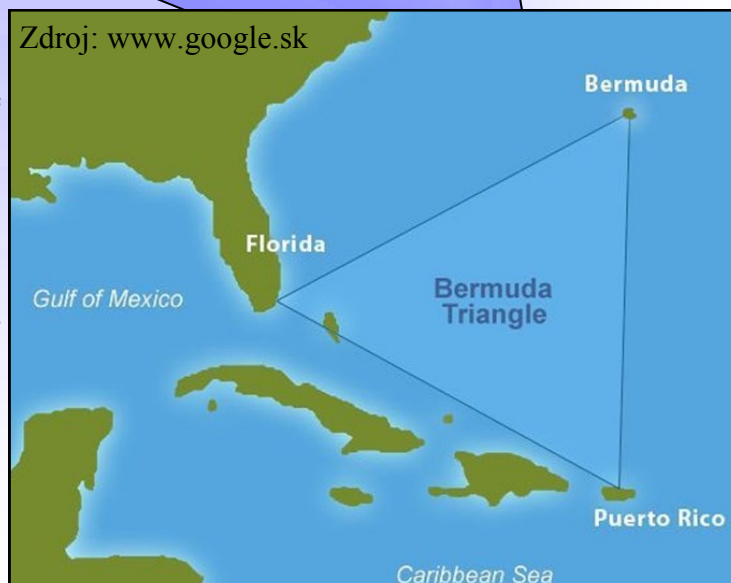 Zdroj: www.google.sk
Bermuda
Florida
Gulf of Mexico
Bermuda
Triangle
Puerto Rico
Caribbean Sea